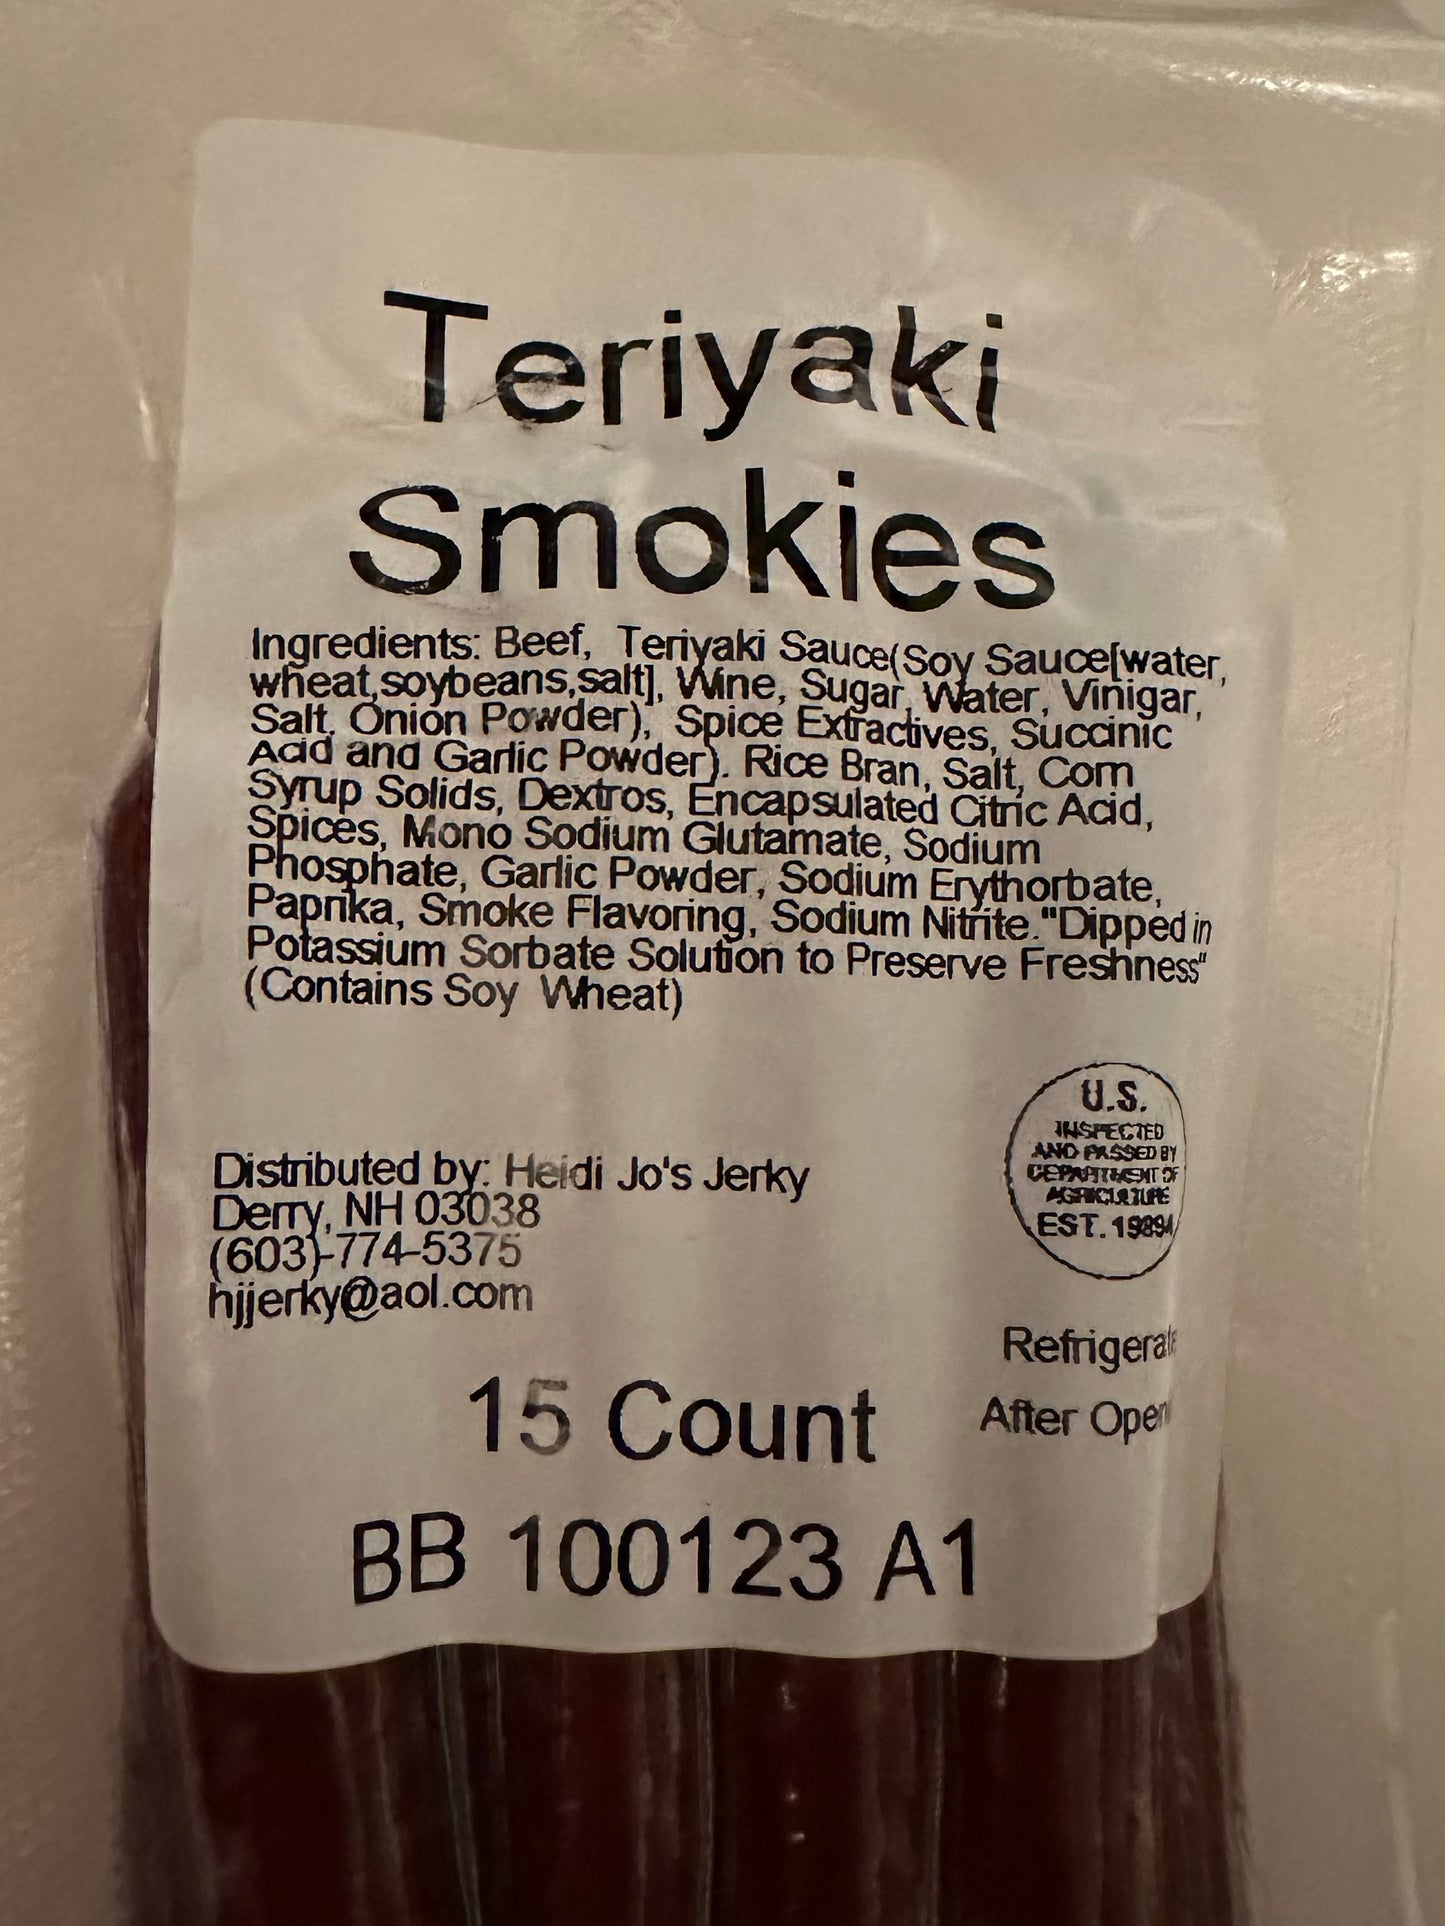 Teriyaki
Smokies
Ingredients: Beef, Teriyaki Sauce(Soy Sauce[water,
wheat,soybeans,salt], Wine, Sugar, Water, Vinigar,
Salt, Onion Powder), Spice Extractives, Succinic
Acid and Garlic Powder). Rice Bran, Salt, Corn
Syrup Solids, Dextros, Encapsulated Citric Acid,
Spices, Mono Sodium Glutamate, Sodium
Phosphate, Garlic Powder, Sodium Erythorbate,
Paprika, Smoke Flavoring, Sodium Nitrite."Dipped in
Potassium Sorbate Solution to Preserve Freshness"
(Contains Soy Wheat)
U.S.
INSPECTED
AND PASSED BY
DEPARTMENT OF
AGRICULTURE
EST.
Distributed by: Heidi Jo's Jerky
Derry, NH 03038
(603)-774-5375
hjjerky@aol.com
Refrigerate
After Open
15 Count
BB 100123 A1